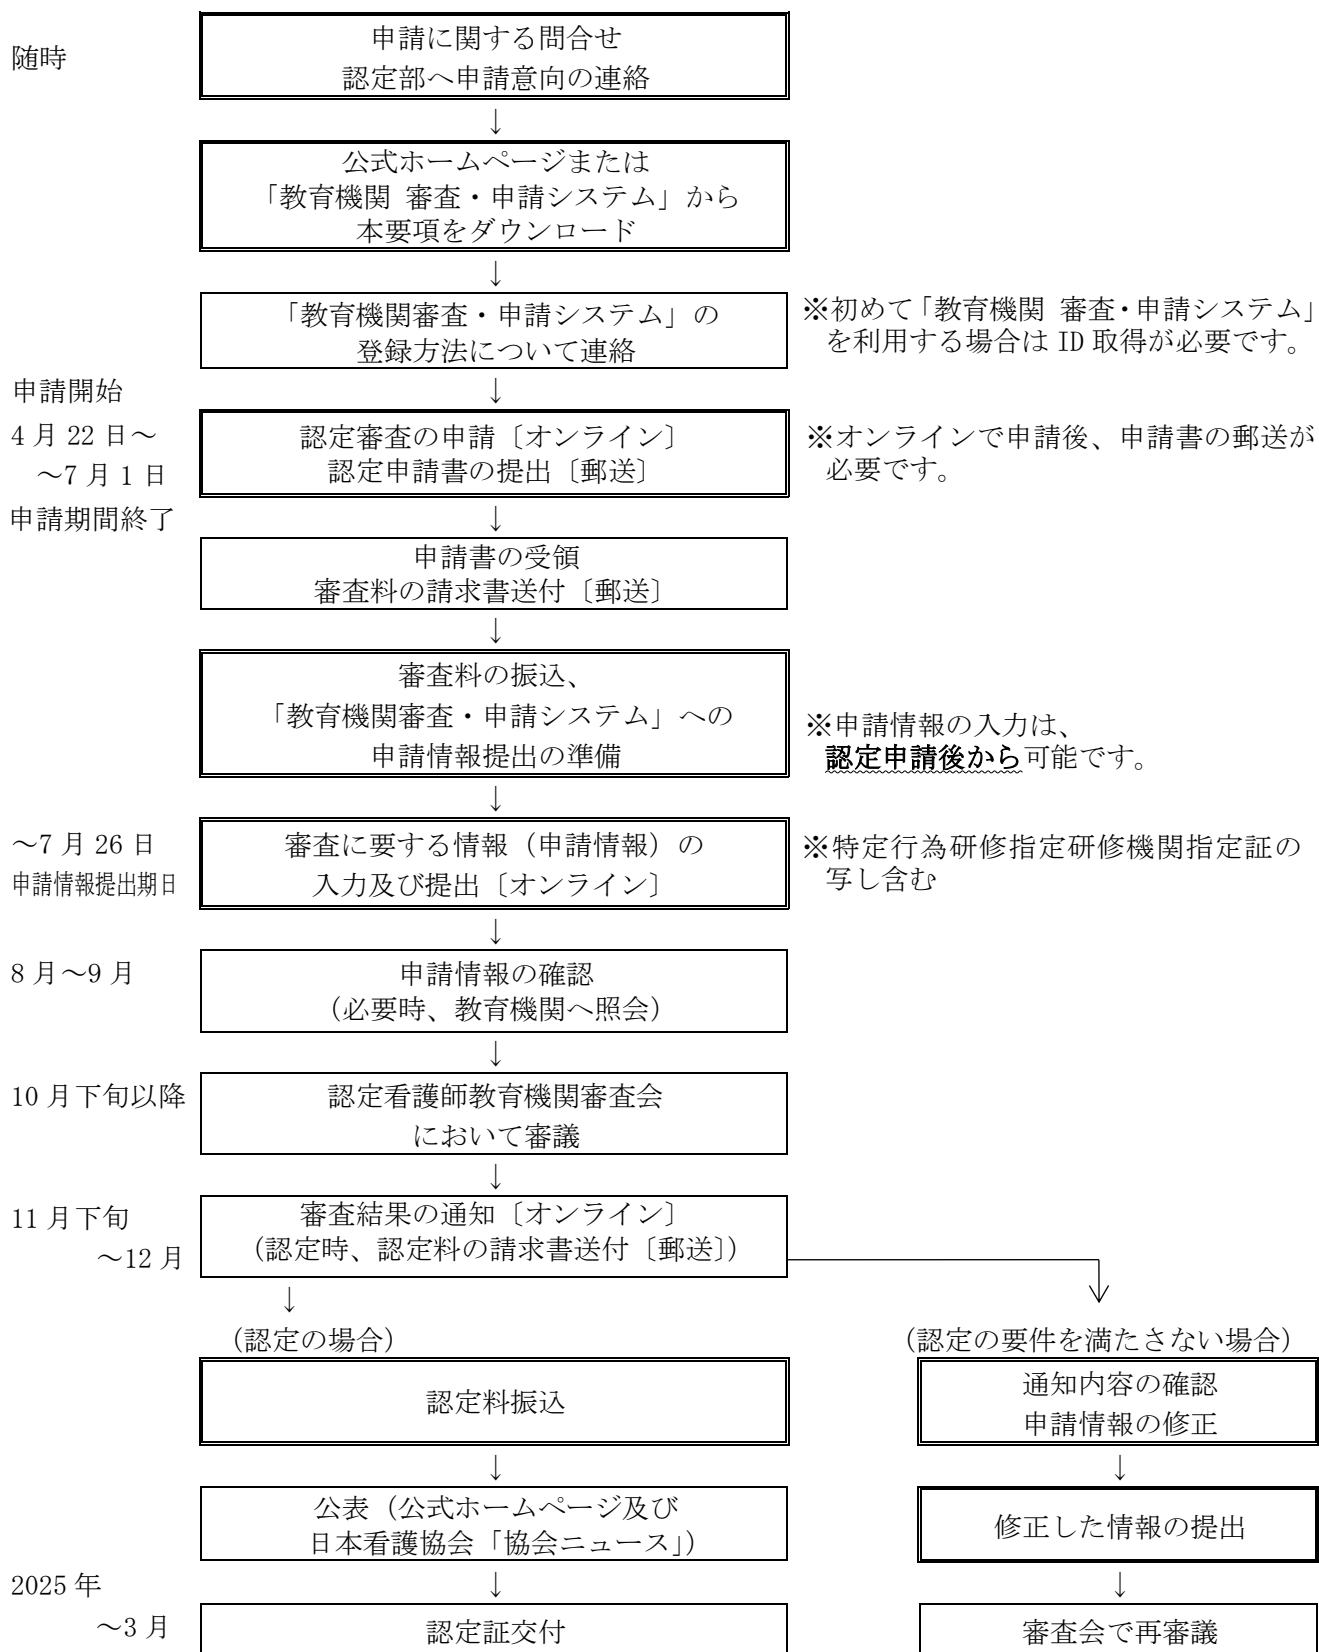 随時
申請に関する問合せ
認定部へ申請意向の連絡
↓
公式ホームページまたは
「教育機関 審査・申請システム」から
本要項をダウンロード
↓
「教育機関審査・申請システム」の
登録方法について連絡
※初めて「教育機関 審査・申請システム」
を利用する場合は ID 取得が必要です。
↓
申請開始
4 月 22 日～
～7 月 1 日
申請期間終了
認定審査の申請〔オンライン〕
認定申請書の提出〔郵送〕
※オンラインで申請後、申請書の郵送が
必要です。
↓
申請書の受領
審査料の請求書送付〔郵送〕
↓
審査料の振込、
「教育機関審査・申請システム」への
申請情報提出の準備
※申請情報の入力は、
認定申請後から可能です。
↓
～7 月 26 日
申請情報提出期日
審査に要する情報（申請情報）の
入力及び提出〔オンライン〕
※特定行為研修指定研修機関指定証の
写し含む
↓
8 月～9 月
申請情報の確認
（必要時、教育機関へ照会）
↓
10 月下旬以降
認定看護師教育機関審査会
において審議
↓
11 月下旬
～12 月
審査結果の通知〔オンライン〕
（認定時、認定料の請求書送付〔郵送〕）
↓
（認定の場合）
認定料振込
↓
公表（公式ホームページ及び
日本看護協会「協会ニュース」）
↓
2025 年
～3 月
認定証交付
（認定の要件を満たさない場合）
通知内容の確認
申請情報の修正
↓
修正した情報の提出
↓
審査会で再審議